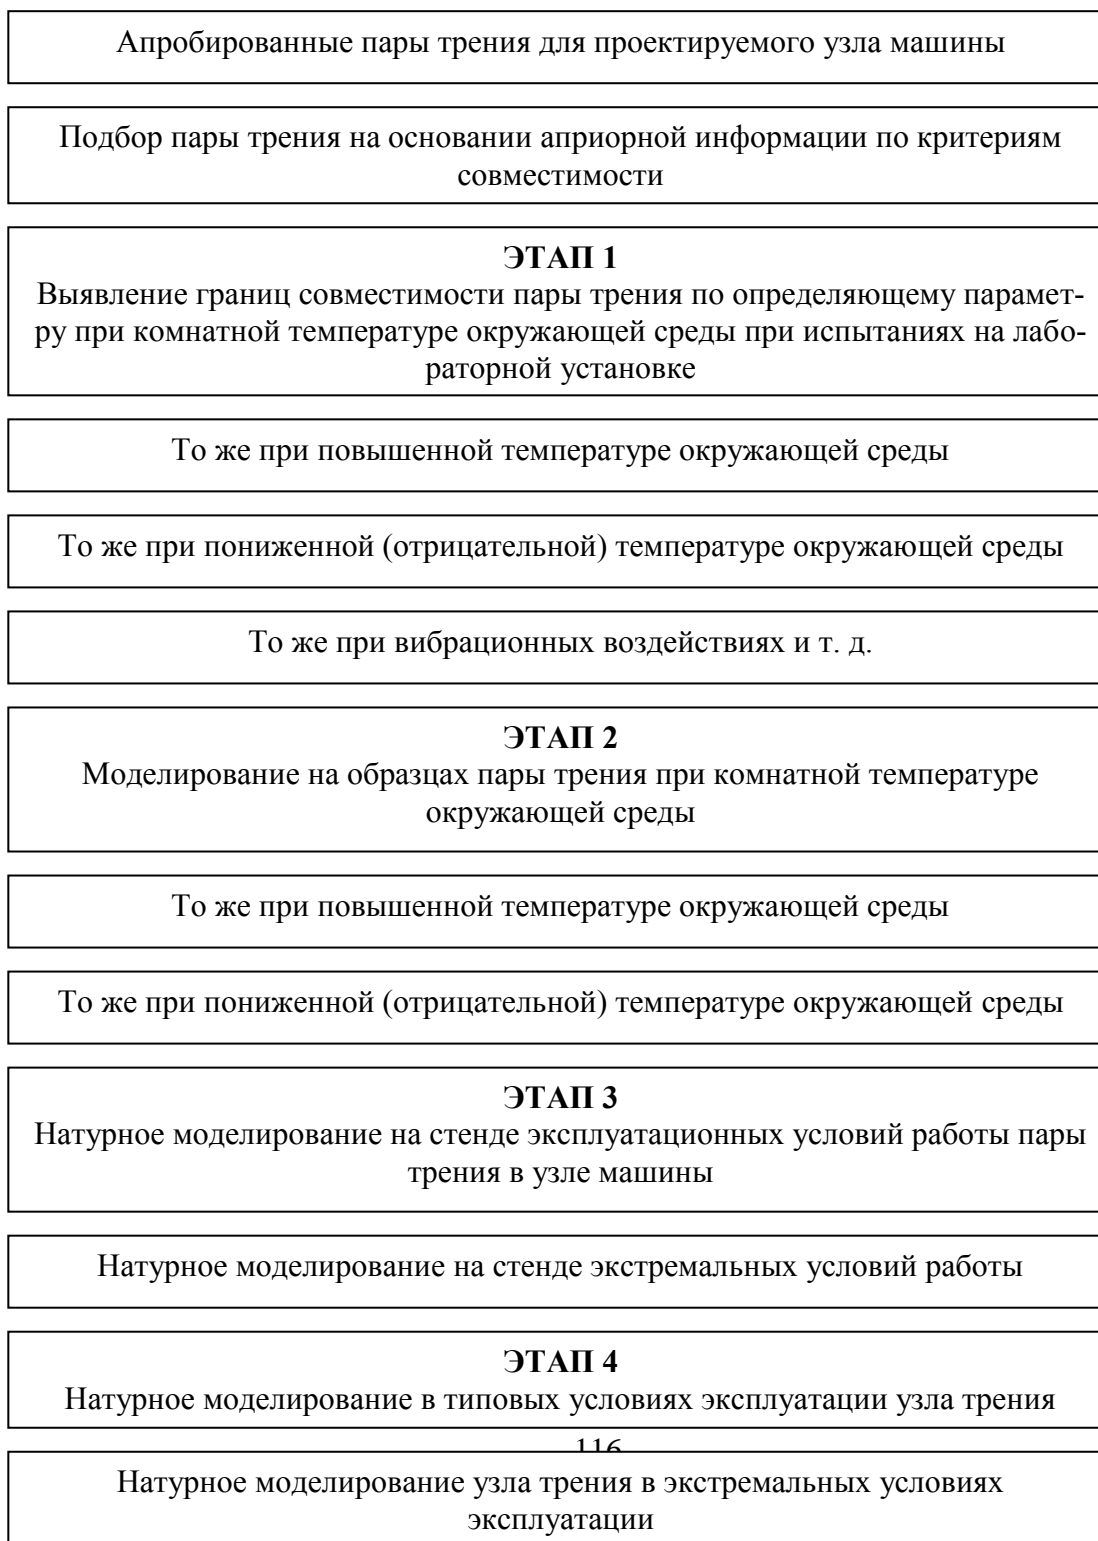 Апробированные пары трения для проектируемого узла машины
Подбор пары трения на основании априорной информации по критериям
совместимости
ЭТАП 1
Выявление границ совместимости пары трения по определяющему парамет-
ру при комнатной температуре окружающей среды при испытаниях на лабо-
раторной установке
То же при повышенной температуре окружающей среды
То же при пониженной (отрицательной) температуре окружающей среды
То же при вибрационных воздействиях и т. д.
ЭТАП 2
Моделирование на образцах пары трения при комнатной температуре
окружающей среды
То же при повышенной температуре окружающей среды
То же при пониженной (отрицательной) температуре окружающей среды
ЭТАП 3
Натурное моделирование на стенде эксплуатационных условий работы пары
трения в узле машины
Натурное моделирование на стенде экстремальных условий работы
ЭТАП 4
Натурное моделирование в типовых условиях эксплуатации узла трения
116
Натурное моделирование узла трения в экстремальных условиях
эксплуатации